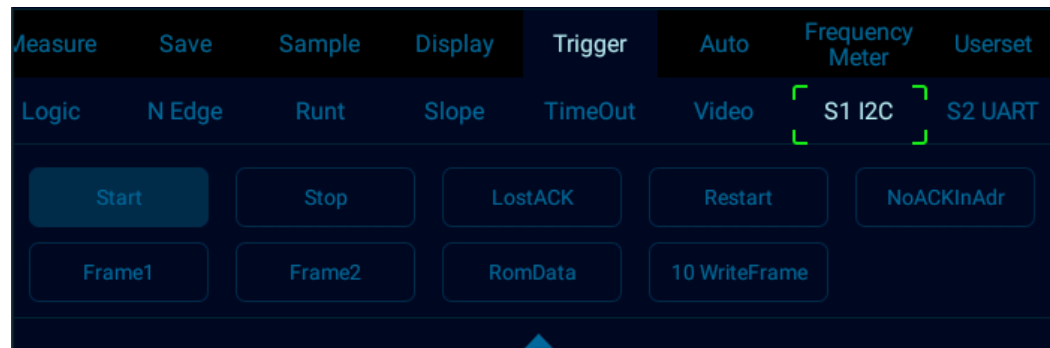 Measure Save Sample Display Trigger Auto Frequency Meter Userset
Logic N Edge Runt Slope TimeOut Video S1 I2C S2 UART
Start Stop LostACK Restart NoACKInAdr
Frame1 Frame2 RomData 10 WriteFrame